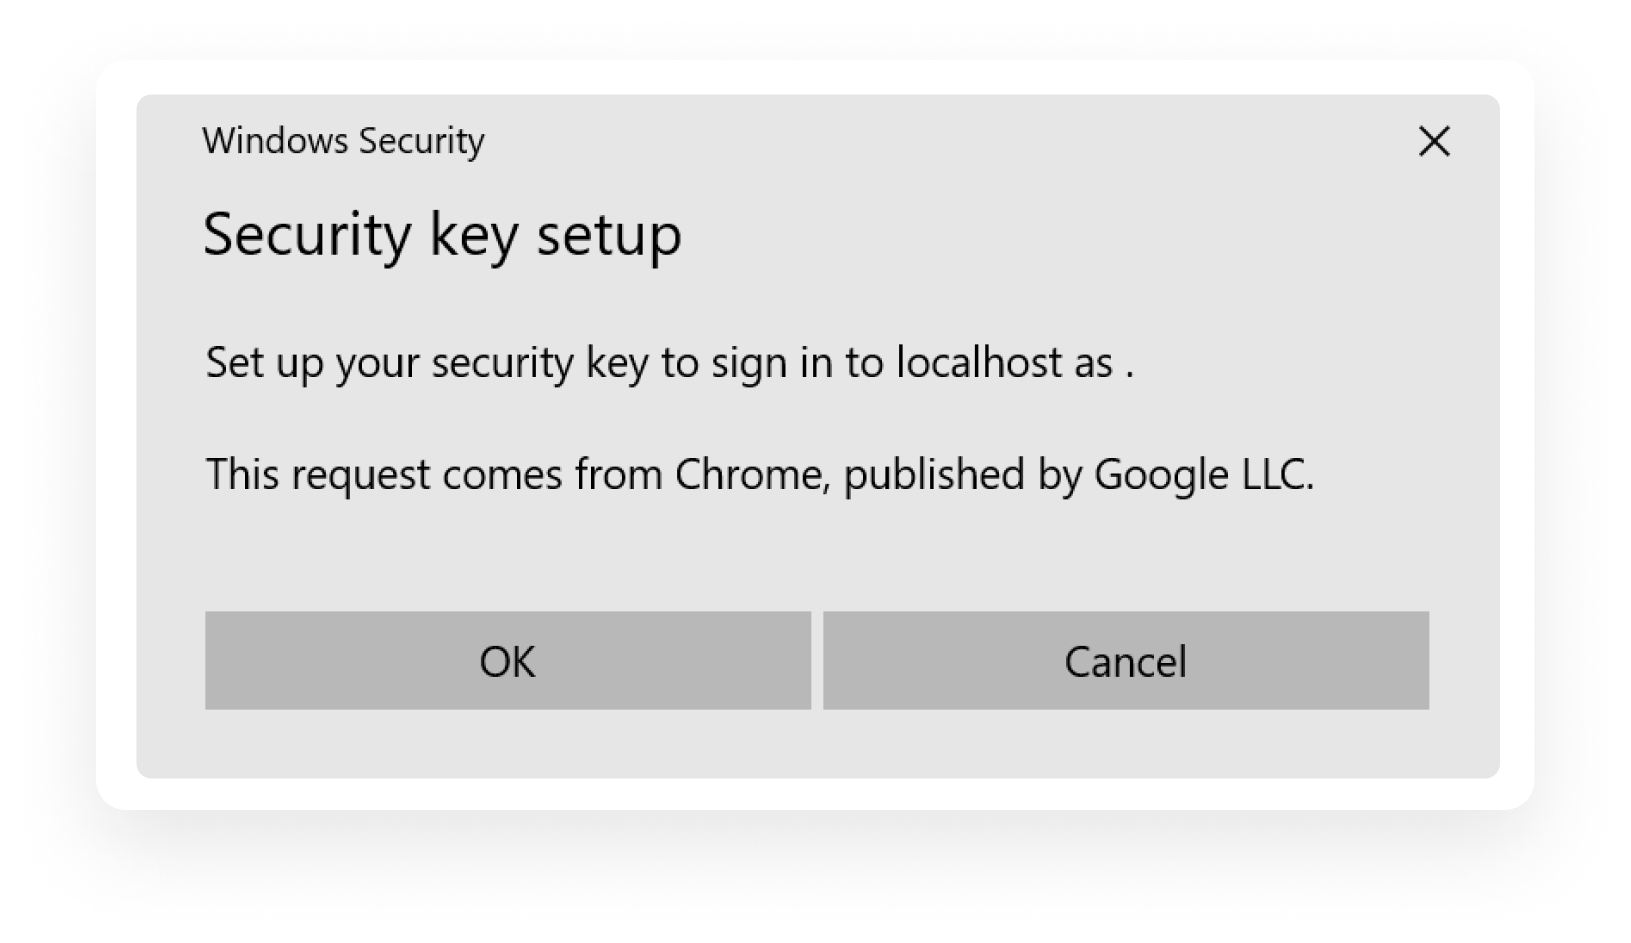 Windows Security
Security key setup
Set up your security key to sign in to localhost as .
This request comes from Chrome, published by Google LLC.
OK
Cancel